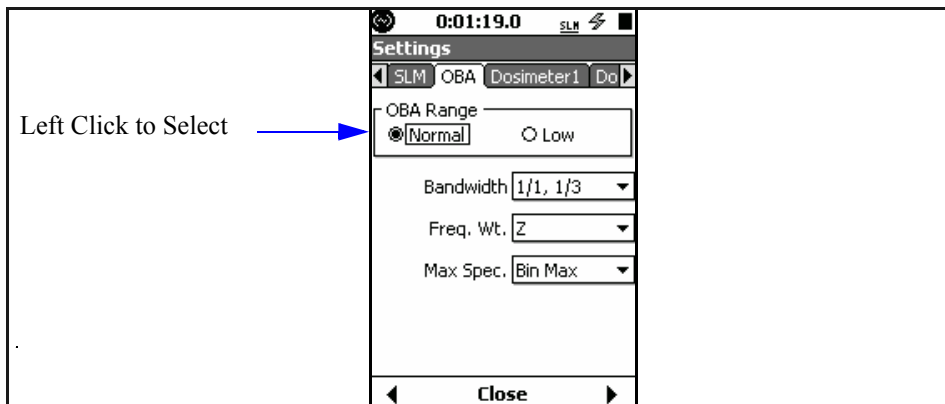 0:01:19.0 SLM
Settings
SLM OBA Dosimeter1 Do
OBA Range
Left Click to Select
Normal Low
Bandwidth 1/1, 1/3
Freq. Wt. Z
Max Spec. Bin Max
.
Close